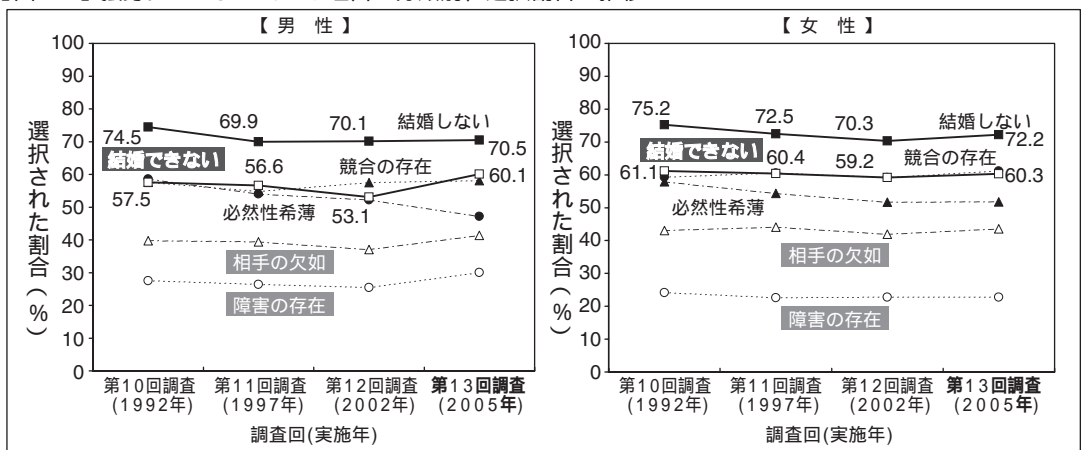 【 男 性 】
選択された割合(%)
100
90
80
70
60
50
40
30
20
10
0
74.5
69.9
70.1
結婚しない
70.5
結婚できない
57.5
56.6
競合の存在
60.1
必然性希薄
53.1
相手の欠如
障害の存在
第10回調査 第11回調査 第12回調査 第13回調査
(1992年) (1997年) (2002年) (2005年)
調査回(実施年)
【 女 性 】
選択された割合(%)
100
90
80
70
60
50
40
30
20
10
0
75.2
72.5
70.3
結婚しない
72.2
結婚できない
61.1
60.4
59.2
競合の存在
60.3
必然性希薄
相手の欠如
障害の存在
第10回調査 第11回調査 第12回調査 第13回調査
(1992年) (1997年) (2002年) (2005年)
調査回(実施年)